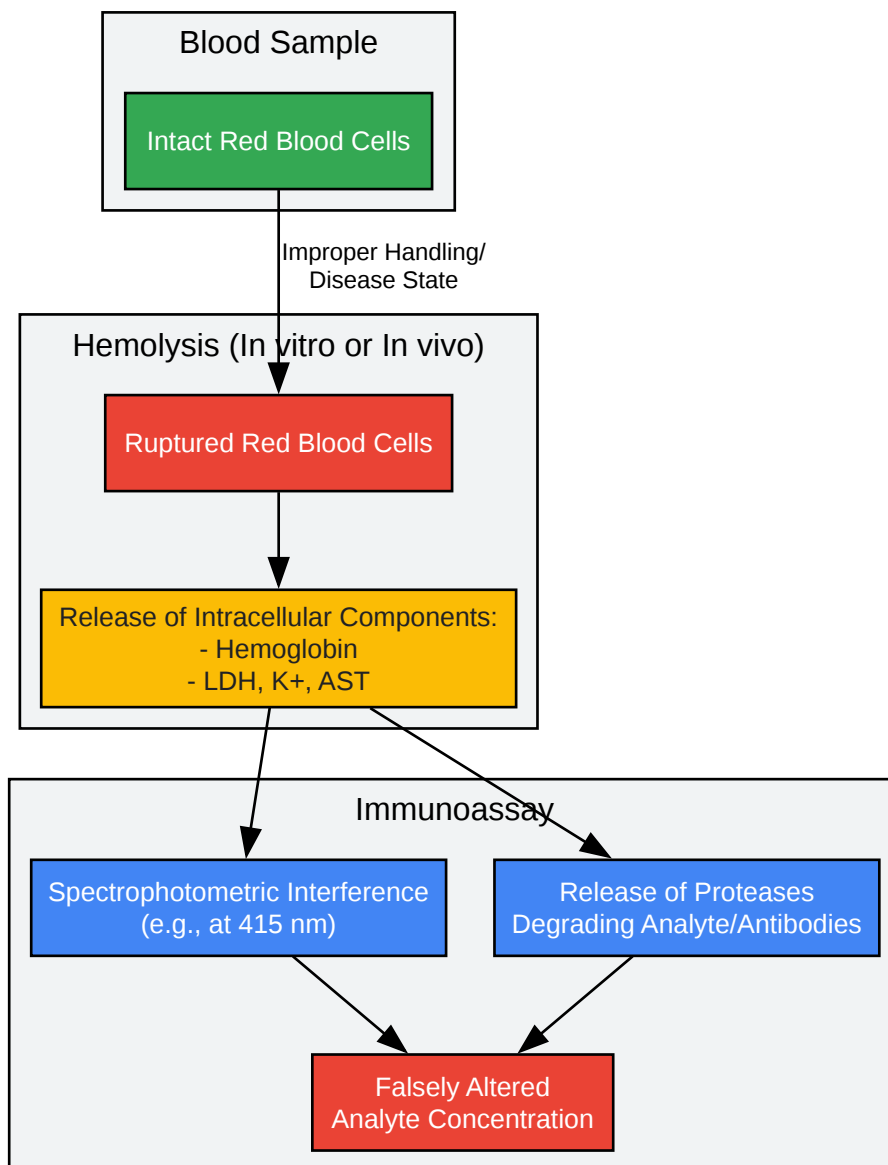 Blood Sample
Intact Red Blood Cells
Improper Handling/
Disease State
Hemolysis (In vitro or In vivo)
Ruptured Red Blood Cells
Release of Intracellular Components:
- Hemoglobin
- LDH, K+, AST
Immunoassay
Spectrophotometric Interference
(e.g., at 415 nm)
Release of Proteases
Degrading Analyte/Antibodies
Falsely Altered
Analyte Concentration